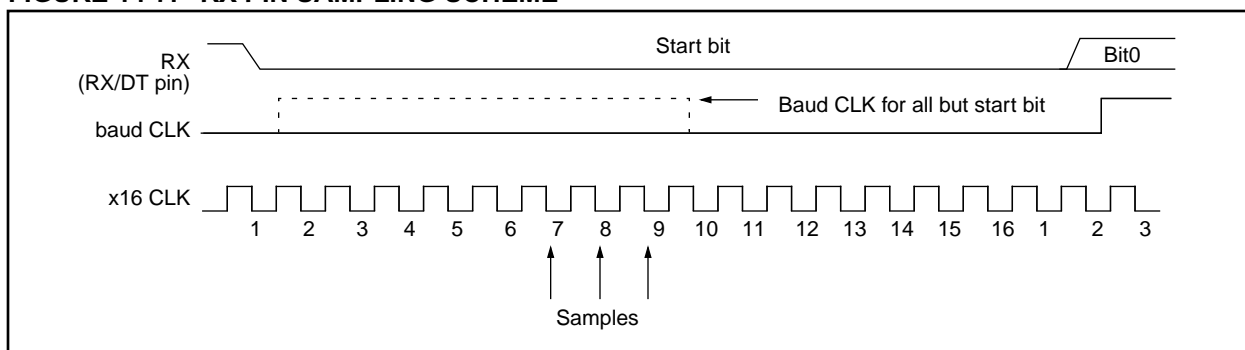 FIGURE RX PIN SAMPLING SCHEME
RX
(RX/DT pin)
Start bit
Bit0
Baud CLK for all but start bit
baud CLK
x16 CLK
1 2 3 4 5 6 7 8 9 10 11 12 13 14 15 16 1 2 3
Samples